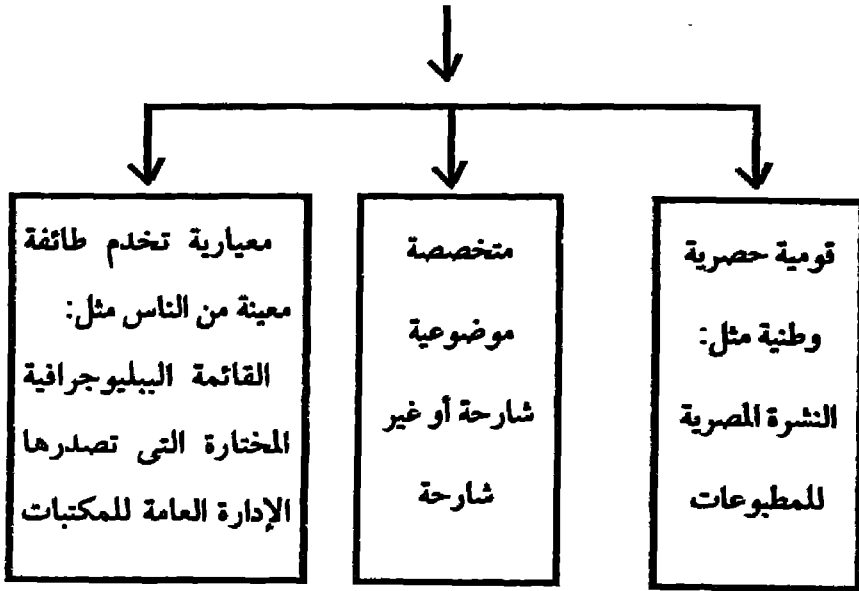 قومية حصرية
وطنية مثل:
النشرة المصرية
للمطبوعات
متخصصة
موضوعية
شارحة أو غير
شارحة
معيارية تخدم طائفة
معينة من الناس مثل:
القائمة الببليوجرافية
المختارة التى تصدرها
الإدارة العامة للمكتبات